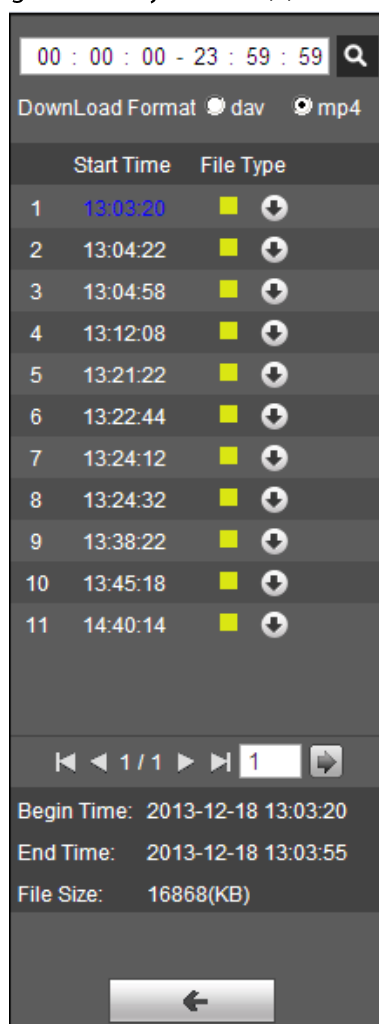 00 : 00 : 00 - 23 : 59 : 59
DownLoad Format dav mp4
Start Time File Type
1 13:03:20
2 13:04:22
3 13:04:58
4 13:12:08
5 13:21:22
6 13:22:44
7 13:24:12
8 13:24:32
9 13:38:22
10 13:45:18
11 14:40:14
1 / 1 1
Begin Time: 2013-12-18 13:03:20
End Time: 2013-12-18 13:03:55
File Size: 16868(KB)